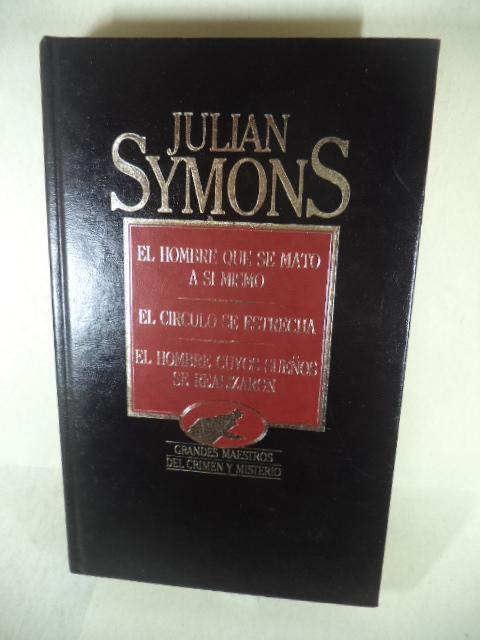 JULIAN
SYMONS
EL HOMBRE QUE SE MATO
A SI MISMO
EL CIRCULO SE ESTRECHA
EL HOMBRE CUYOS SUEÑOS
SE REALIZARON
GRANDES MAESTROS
DEL CRIMEN Y MISTERIO